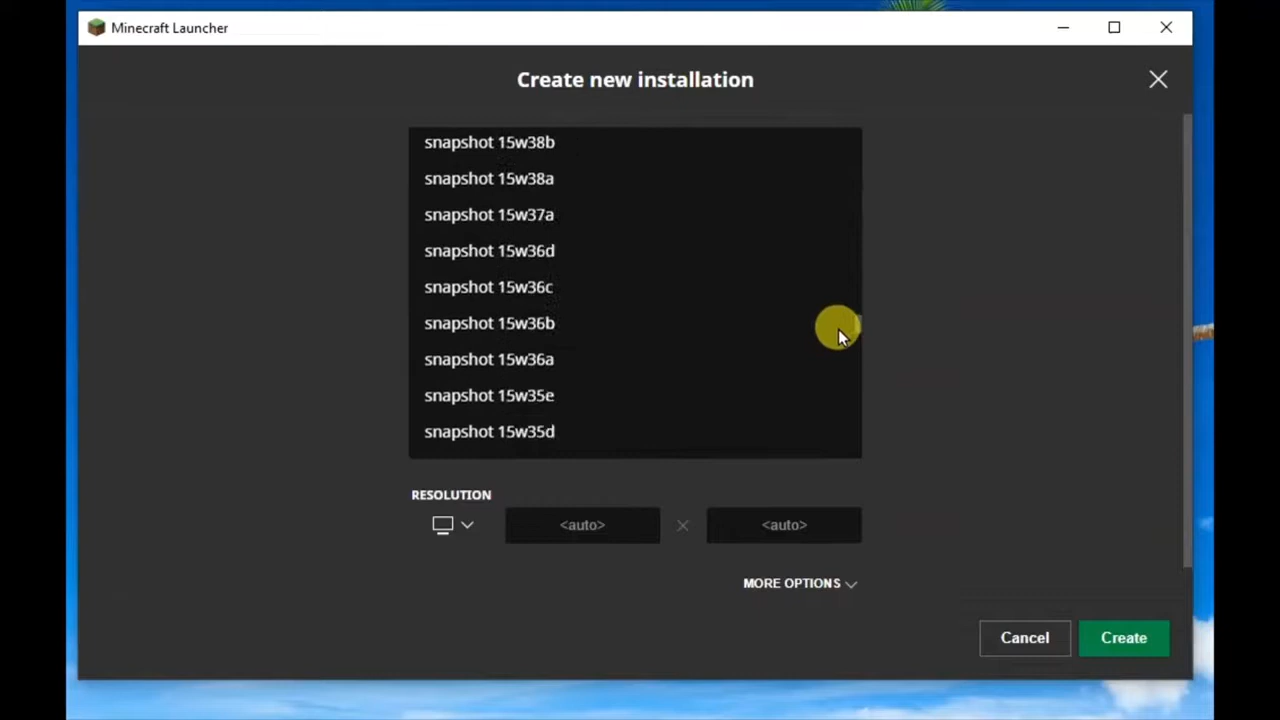 Minecraft Launcher
Create new installation
snapshot 15w38b
snapshot 15w38a
snapshot 15w37a
snapshot 15w36d
snapshot 15w36c
snapshot 15w36b
snapshot 15w36a
snapshot 15w35e
snapshot 15w35d
RESOLUTION
<auto> × <auto>
MORE OPTIONS
Cancel Create